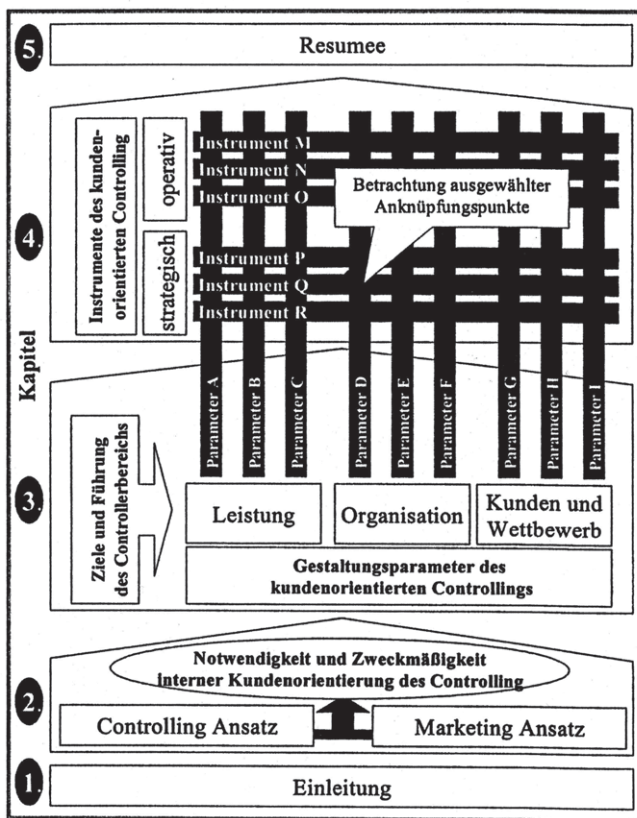 5.
Resumee
Kapitel
4.
Instrumente des kunden-
orientierten Controlling
operativ
strategisch
Instrument M
Instrument N
Instrument O
Betrachtung ausgewählter
Anknüpfungspunkte
Instrument P
Instrument Q
Instrument R
Parameter A
Parameter B
Parameter C
Parameter D
Parameter E
Parameter F
Parameter G
Parameter H
Parameter I
3.
Ziele und Führung
des Controllerbereichs
Leistung
Organisation
Kunden und
Wettbewerb
Gestaltungsparameter des
kundenorientierten Controllings
2.
Notwendigkeit und Zweckmäßigkeit
interner Kundenorientierung des Controlling
Controlling Ansatz
Marketing Ansatz
1.
Einleitung